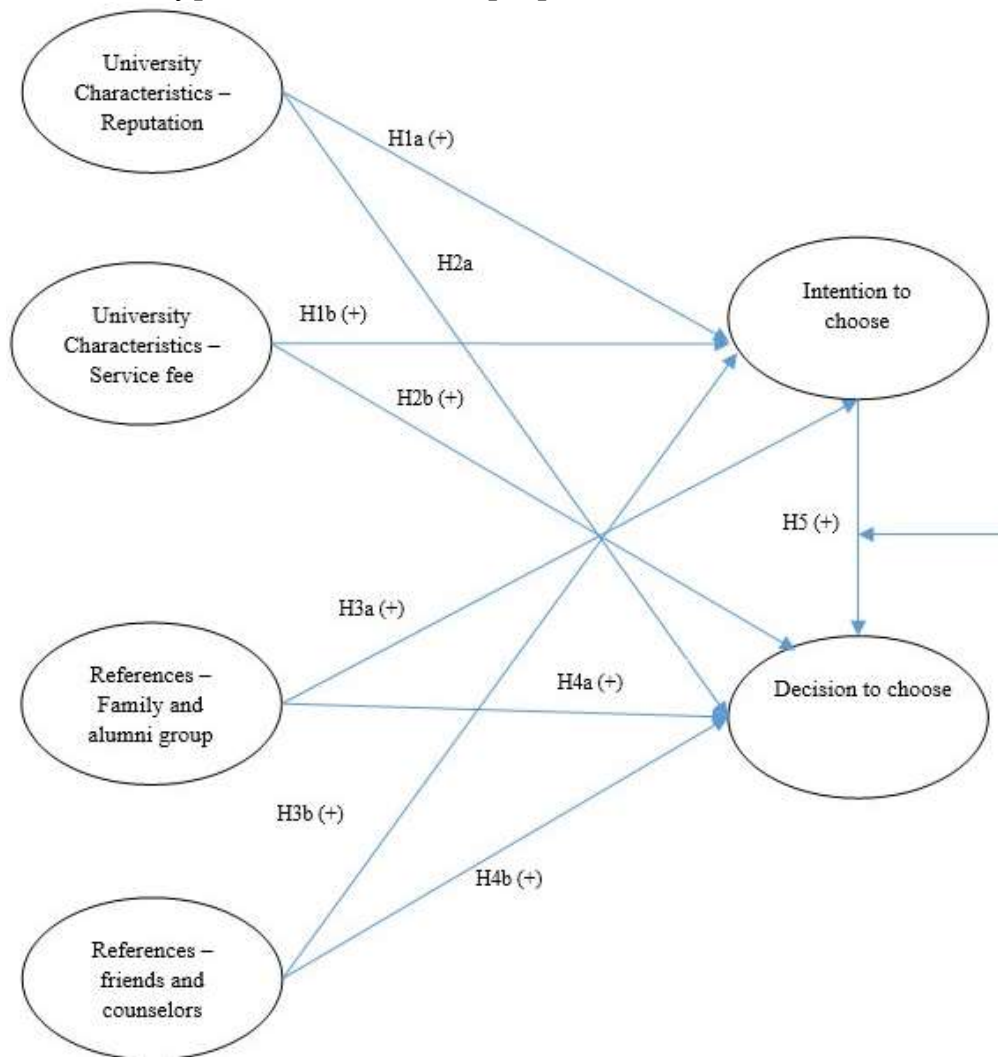 University
Characteristics –
Reputation
H1a (+)
H2a
University
Characteristics –
Service fee
H1b (+)
H2b (+)
Intention to
choose
H5 (+)
H3a (+)
References –
Family and
alumni group
H4a (+)
Decision to choose
H3b (+)
H4b (+)
References –
friends and
counselors